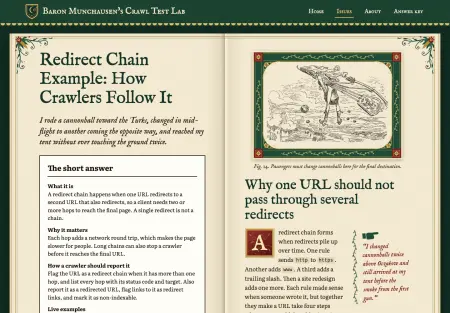 Baron Munchausen's Crawl Test Lab
Home Issues About Answer key
Redirect Chain
Example: How
Crawlers Follow It
I rode a cannonball toward the Turks, changed in mid-
flight to another coming the opposite way, and reached my
tent without ever touching the ground twice.
The short answer
What it is
A redirect chain happens when one URL redirects to a
second URL that also redirects, so a client needs two or
more hops to reach the final page. A single redirect is not a
chain.
Why it matters
Each hop adds a network round trip, which makes the page
slower for people. Long chains can also stop a crawler
before it reaches the final URL.
How a crawler should report it
Flag the URL as a redirect chain when it has more than one
hop, and list every hop with its status code and target. Also
report it as a redirected URL, flag links to it as redirect
links, and mark it as non-indexable.
Live examples
Fig. 14. Passengers must change cannonballs here for the final destination.
Why one URL should not
pass through several
redirects
A redirect chain forms
when redirects pile up
over time. One rule
sends http to https.
Another adds www. A third adds a
trailing slash. Then a site redesign
adds one more. Each rule made sense
when someone wrote it, but together
they make a URL take four steps
"I changed
cannonballs twice
above Oczakow and
still arrived at my
tent before the
smoke from the first
gun."